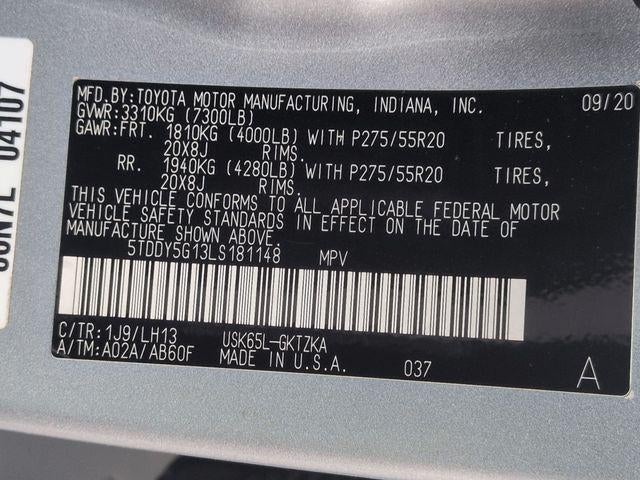 MFD.BY:TOYOTA MOTOR MANUFACTURING, INDIANA, INC. 09/20
GVWR:3310KG (7300LB)
GAWR:FRT. 1810KG (4000LB) WITH P275/55R20 TIRES,
20X8J RIMS.
RR. 1940KG (4280LB) WITH P275/55R20 TIRES,
20X8J RIMS.
THIS VEHICLE CONFORMS TO ALL APPLICABLE FEDERAL MOTOR
VEHICLE SAFETY STANDARDS IN EFFECT ON THE DATE OF
MANUFACTURE SHOWN ABOVE.
5TDDY5G13LS181148 MPV
C/TR:1J9/LH13 USK65L-GKTZKA
A/TM:A02A/AB60F MADE IN U.S.A. 037 A
04107